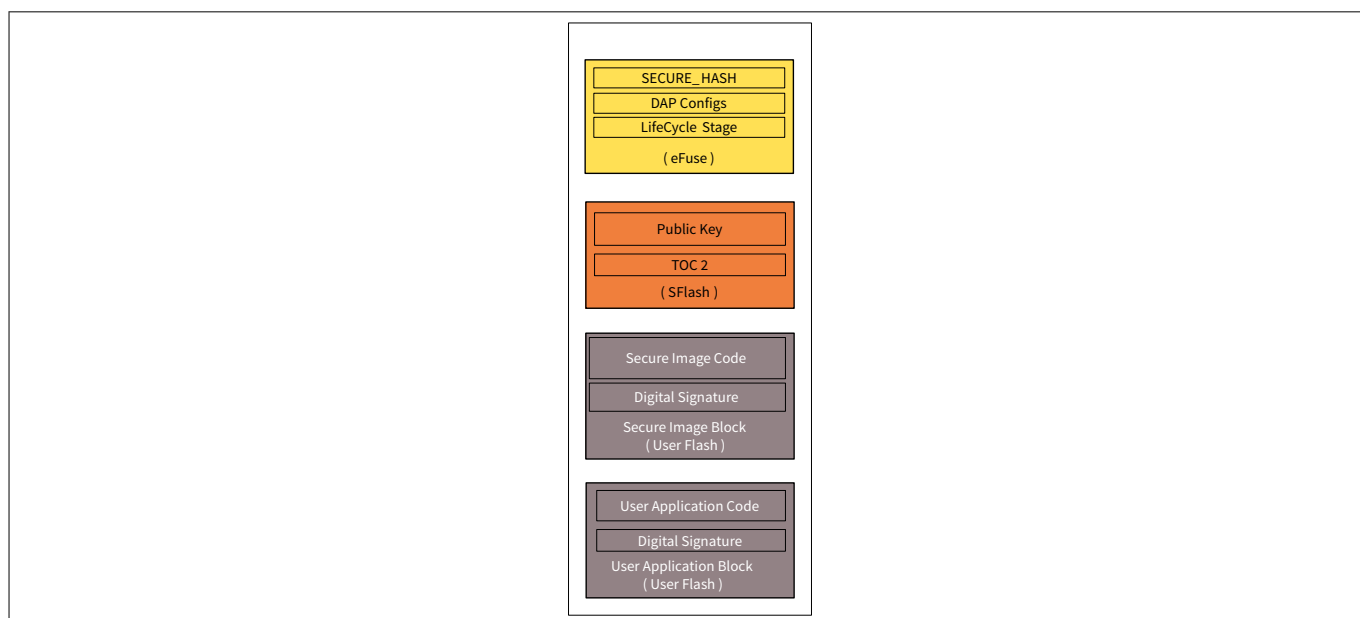 SECURE_HASH
DAP Configs
LifeCycle Stage
( eFuse )
Public Key
TOC 2
( SFlash )
Secure Image Code
Digital Signature
Secure Image Block
( User Flash )
User Application Code
Digital Signature
User Application Block
( User Flash )